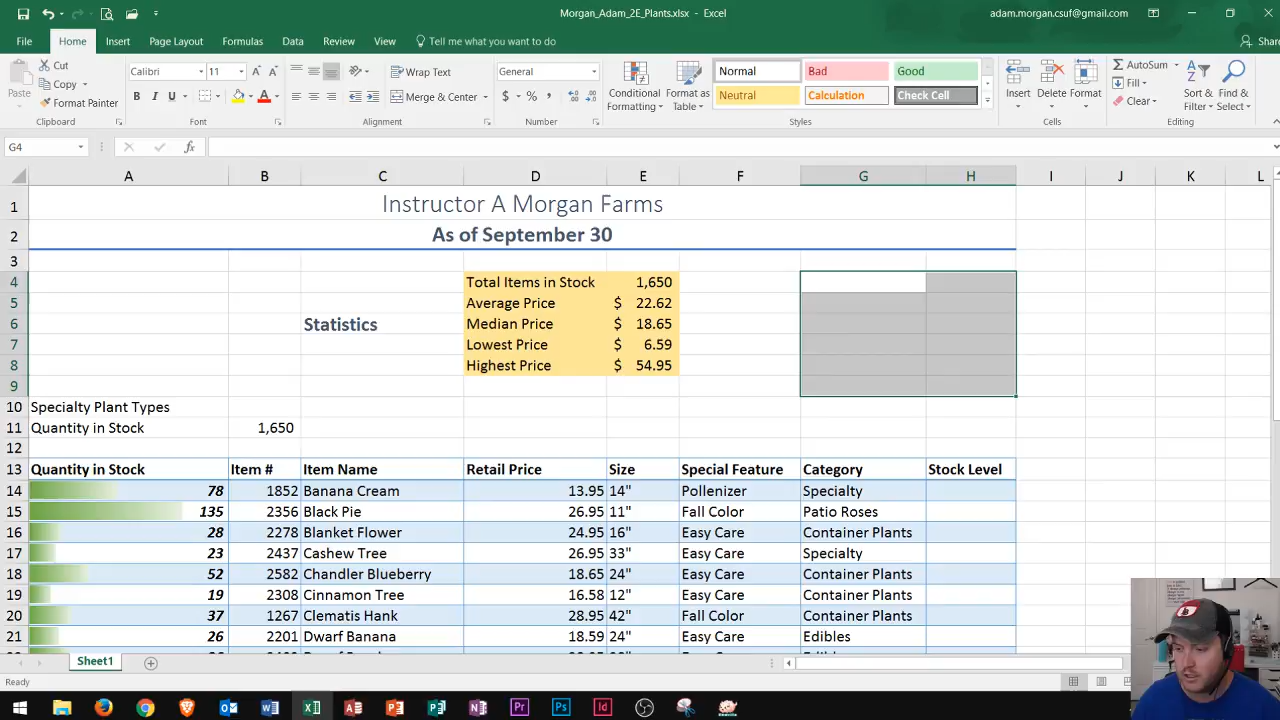 Morgan_Adam_2E_Plants.xlsx - Excel
adam.morgan.csuf@gmail.com
File Home Insert Page Layout Formulas Data Review View Tell me what you want to do Share
Cut
Copy
Format Painter
Paste
Clipboard
Calibri 11
B I U
Font
Wrap Text
Merge & Center
Alignment
General
$ % ,
Number
Conditional Formatting
Format as Table
Normal Bad Good
Neutral Calculation Check Cell
Styles
Insert Delete Format
Cells
AutoSum
Fill
Clear
Sort & Filter
Find & Select
Editing
G4 fx
A B C D E F G H I J K L
1 Instructor A Morgan Farms
2 As of September 30
3
4 Total Items in Stock 1,650
5 Average Price $ 22.62
6 Statistics Median Price $ 18.65
7 Lowest Price $ 6.59
8 Highest Price $ 54.95
9
10 Specialty Plant Types
11 Quantity in Stock 1,650
12
13 Quantity in Stock Item # Item Name Retail Price Size Special Feature Category Stock Level
14 78 1852 Banana Cream 13.95 14" Pollenizer Specialty
15 135 2356 Black Pie 26.95 11" Fall Color Patio Roses
16 28 2278 Blanket Flower 24.95 16" Easy Care Container Plants
17 23 2437 Cashew Tree 26.95 33" Easy Care Specialty
18 52 2582 Chandler Blueberry 18.65 24" Easy Care Container Plants
19 19 2308 Cinnamon Tree 16.58 12" Easy Care Container Plants
20 37 1267 Clematis Hank 28.95 42" Fall Color Container Plants
21 26 2201 Dwarf Banana 18.59 24" Easy Care Edibles
Sheet1
Ready